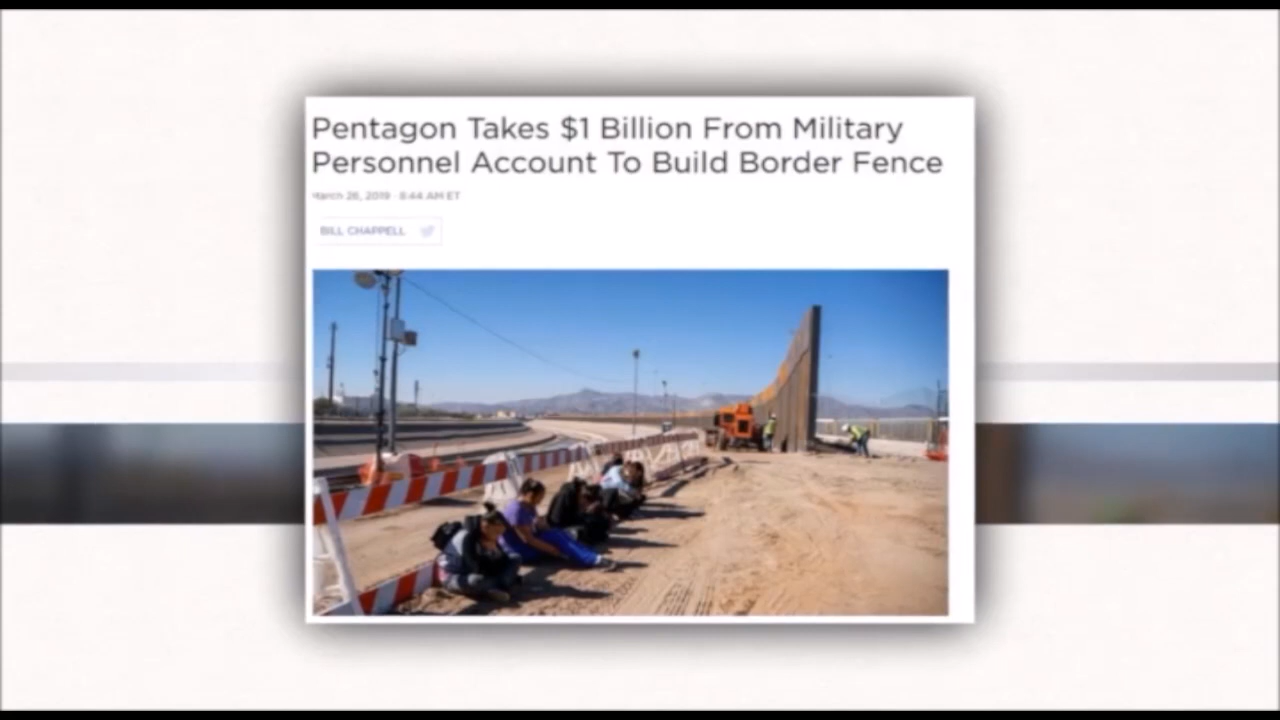 Pentagon Takes $1 Billion From Military
Personnel Account To Build Border Fence
March 26, 2019 · 8:44 AM ET
BILL CHAPPELL